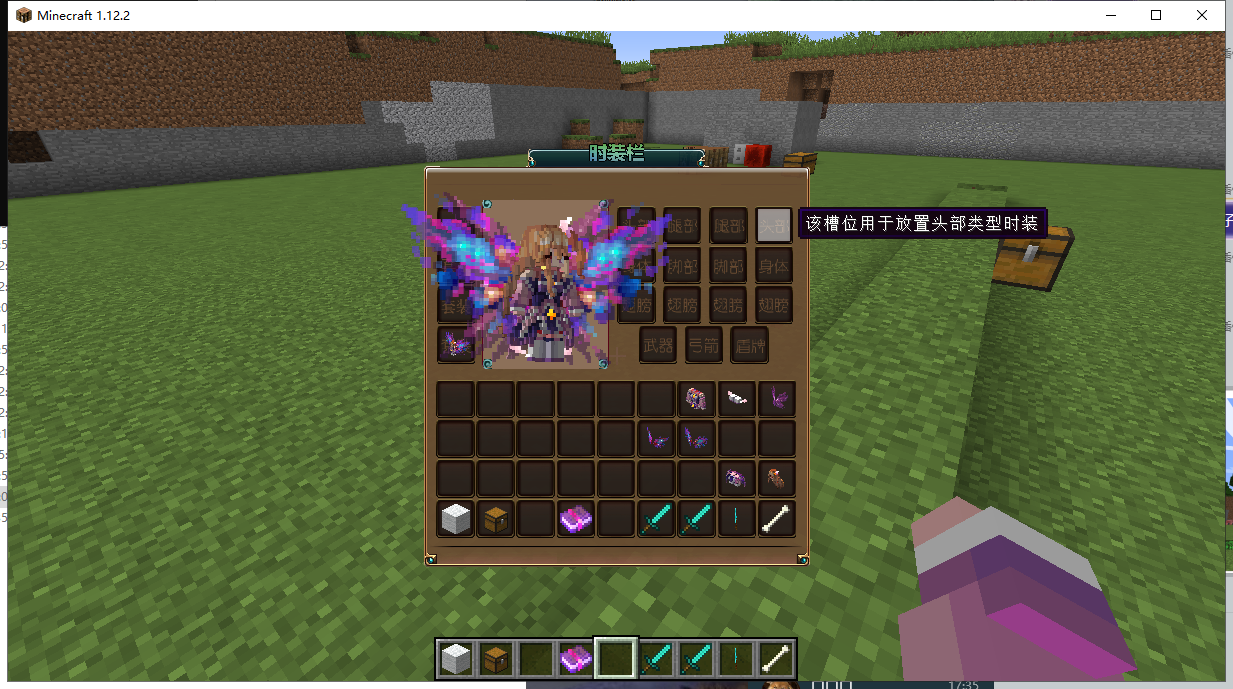 Minecraft 1.12.2
时装栏
腿部 腿部 头部
该槽位用于放置头部类型时装
脚部 脚部 身体
翅膀 翅膀 翅膀 翅膀
武器 弓箭 盾牌
17:35